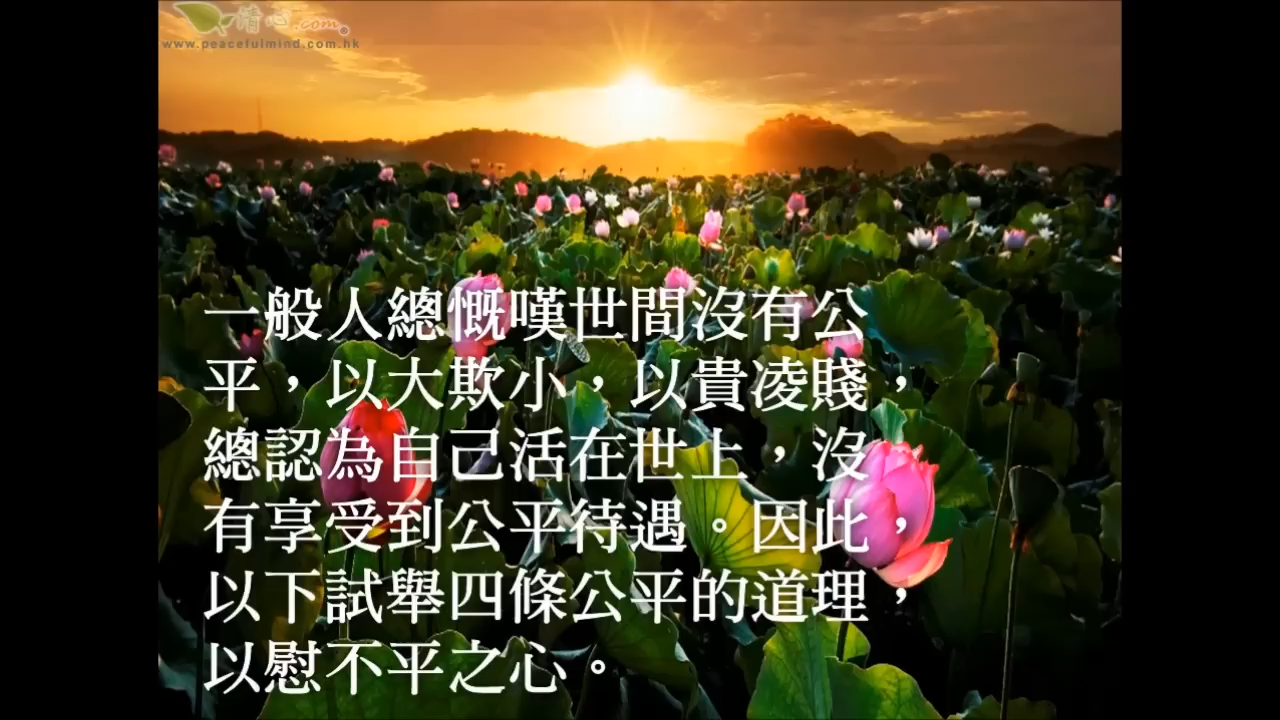 情心.com®
www.peacefulmind.com.hk
一般人總慨嘆世間沒有公
平，以大欺小，以貴凌賤，
總認為自己活在世上，沒
有享受到公平待遇。因此，
以下試舉四條公平的道理，
以慰不平之心。